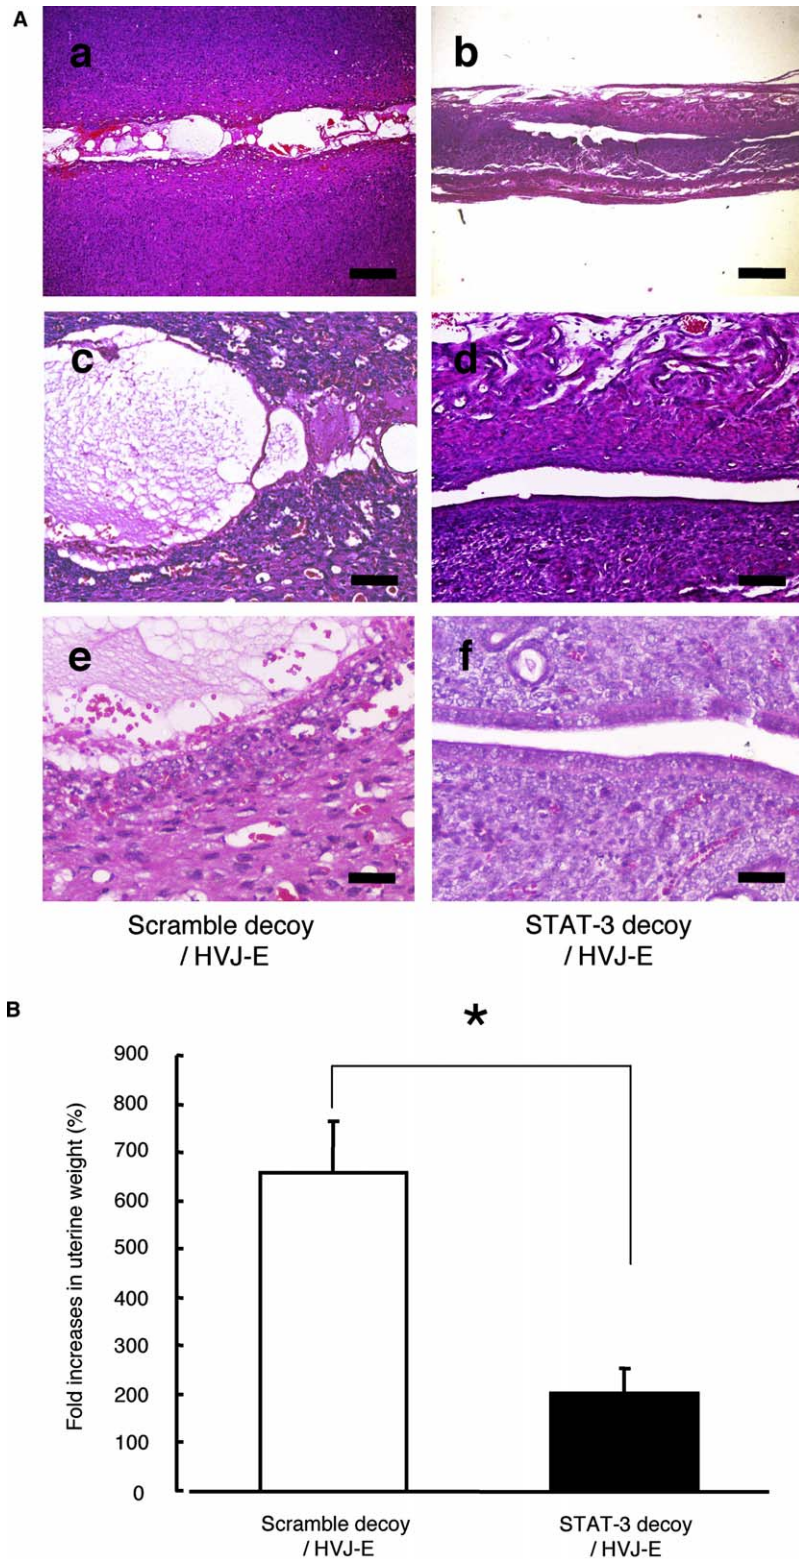 A
a
b
c
d
e
f
Scramble decoy
/ HVJ-E
STAT-3 decoy
/ HVJ-E
B
*
900
800
700
600
500
400
300
200
100
0
Fold increases in uterine weight (%)
Scramble decoy
/ HVJ-E
STAT-3 decoy
/ HVJ-E